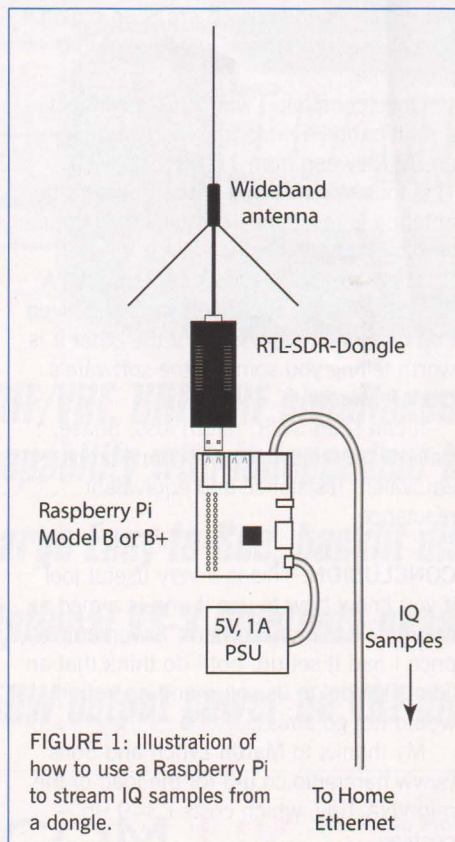 Wideband
antenna
RTL-SDR-Dongle
Raspberry Pi
Model B or B+
5V, 1A
PSU
IQ
Samples
FIGURE 1: Illustration of
how to use a Raspberry Pi
to stream IQ samples from
a dongle.
To Home
Ethernet